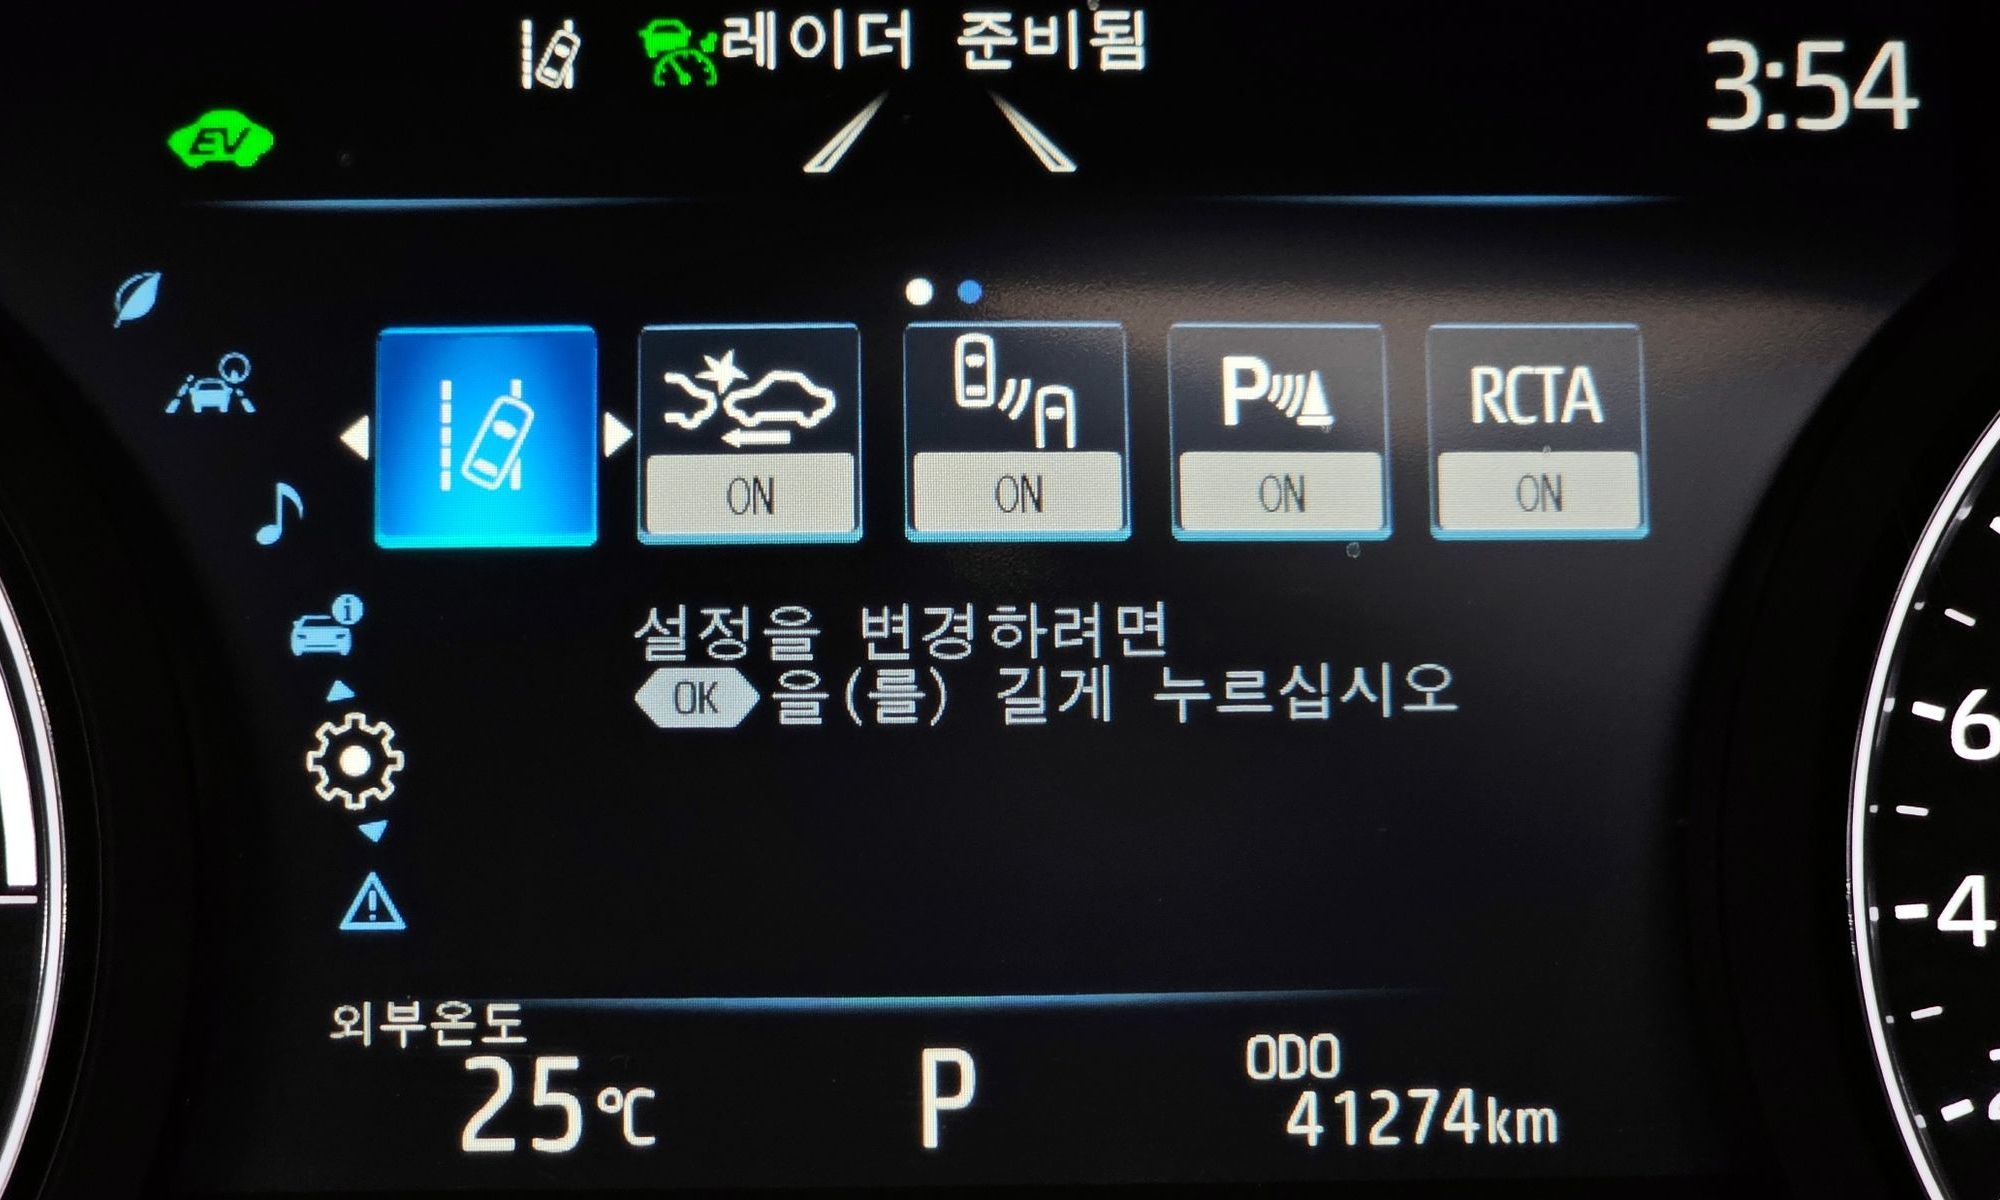 레이더 준비됨
3:54
EV
P
RCTA
ON
ON
ON
ON
설정을 변경하려면
OK 을(를) 길게 누르십시오
6
4
외부온도
25℃
P
ODO
41274km